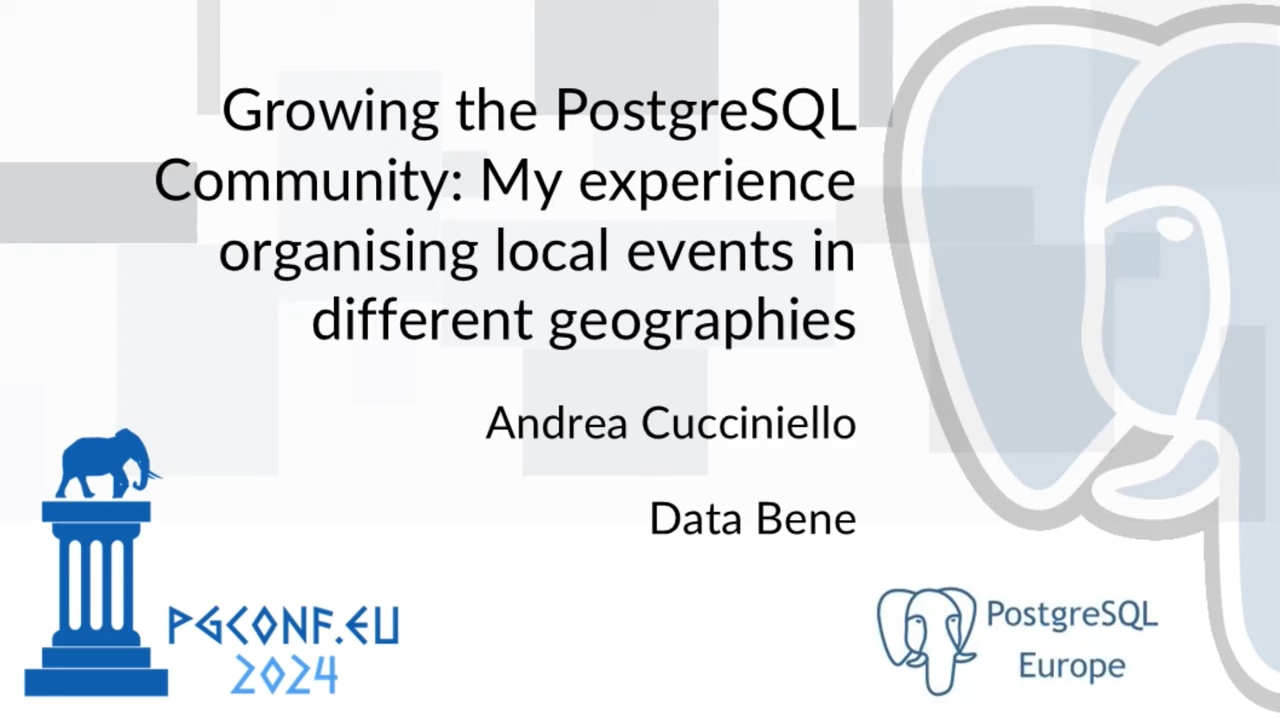 Growing the PostgreSQL
Community: My experience
organising local events in
different geographies
Andrea Cucciniello
Data Bene
PGCONF.EU
2024
PostgreSQL
Europe